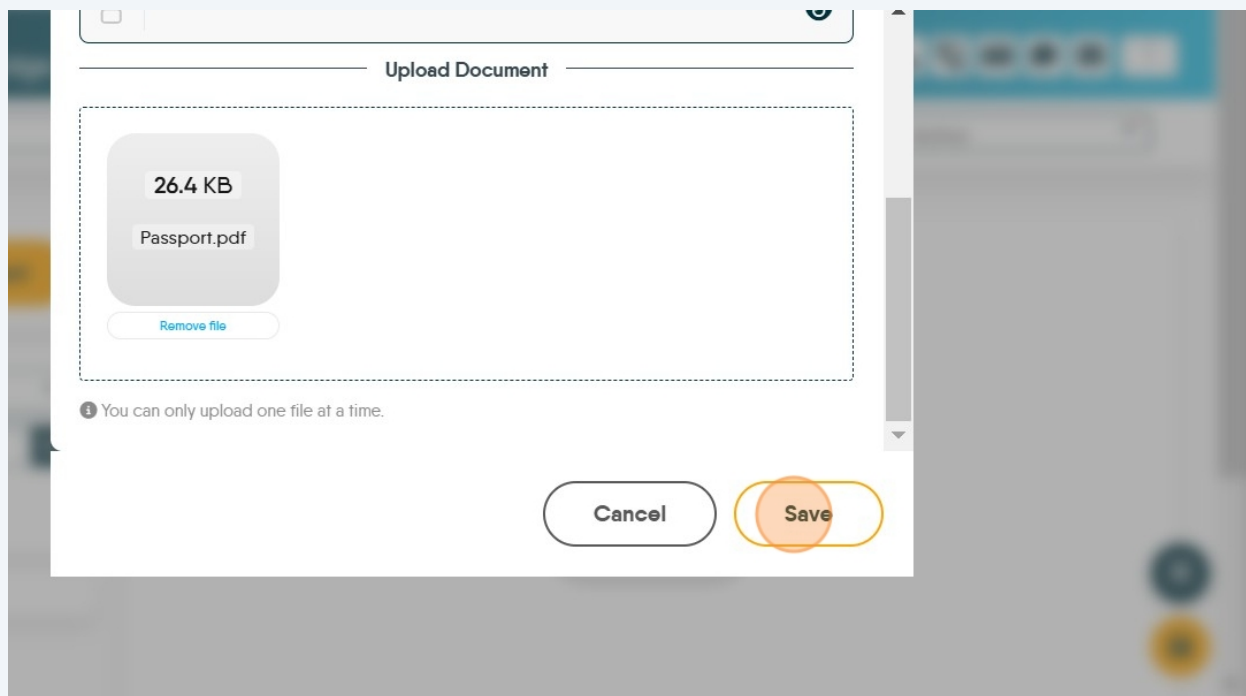 Upload Document
26.4 KB
Passport.pdf
Remove file
You can only upload one file at a time.
Cancel
Save